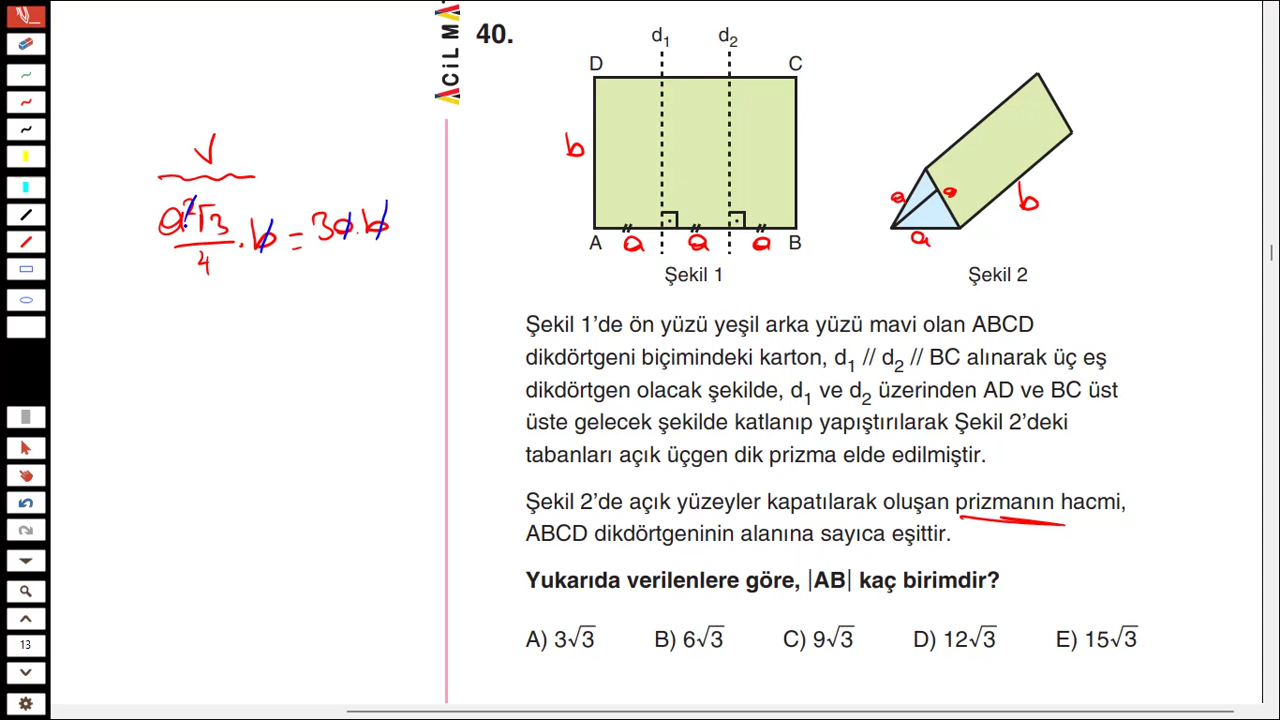 ACİL MA
40.
d1 d2
D C
b
A a a a B
Şekil 1
a a
a b
Şekil 2
V
a²√3/4 . b = 3a.b
Şekil 1’de ön yüzü yeşil arka yüzü mavi olan ABCD
dikdörtgeni biçimindeki karton, d1 // d2 // BC alınarak üç eş
dikdörtgen olacak şekilde, d1 ve d2 üzerinden AD ve BC üst
üste gelecek şekilde katlanıp yapıştırılarak Şekil 2’deki
tabanları açık üçgen dik prizma elde edilmiştir.
Şekil 2’de açık yüzeyler kapatılarak oluşan prizmanın hacmi,
ABCD dikdörtgeninin alanına sayıca eşittir.
Yukarıda verilenlere göre, |AB| kaç birimdir?
A) 3√3 B) 6√3 C) 9√3 D) 12√3 E) 15√3
13